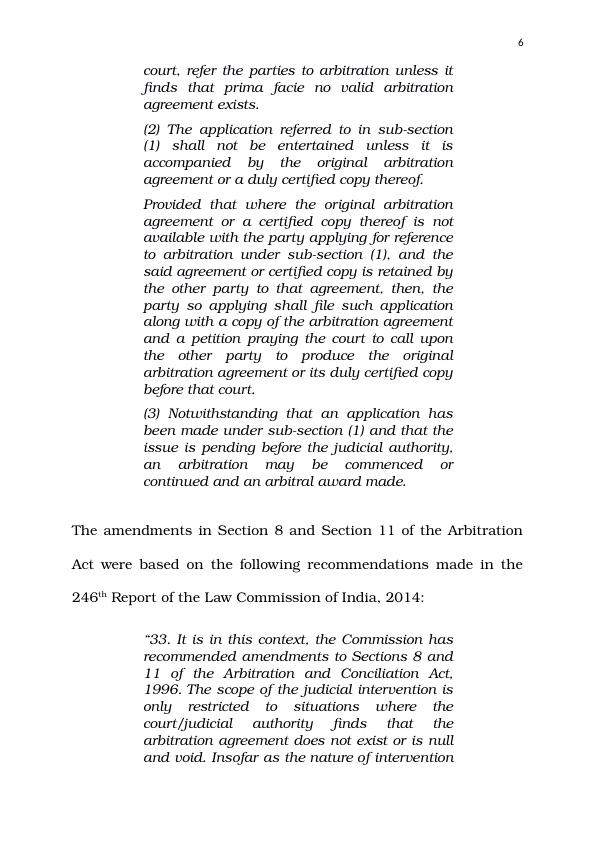 6
court, refer the parties to arbitration unless it
finds that prima facie no valid arbitration
agreement exists.
(2) The application referred to in sub-section
(1) shall not be entertained unless it is
accompanied by the original arbitration
agreement or a duly certified copy thereof.
Provided that where the original arbitration
agreement or a certified copy thereof is not
available with the party applying for reference
to arbitration under sub-section (1), and the
said agreement or certified copy is retained by
the other party to that agreement, then, the
party so applying shall file such application
along with a copy of the arbitration agreement
and a petition praying the court to call upon
the other party to produce the original
arbitration agreement or its duly certified copy
before that court.
(3) Notwithstanding that an application has
been made under sub-section (1) and that the
issue is pending before the judicial authority,
an arbitration may be commenced or
continued and an arbitral award made.
The amendments in Section 8 and Section 11 of the Arbitration
Act were based on the following recommendations made in the
246th Report of the Law Commission of India, 2014:
“33. It is in this context, the Commission has
recommended amendments to Sections 8 and
11 of the Arbitration and Conciliation Act,
1996. The scope of the judicial intervention is
only restricted to situations where the
court/judicial authority finds that the
arbitration agreement does not exist or is null
and void. Insofar as the nature of intervention